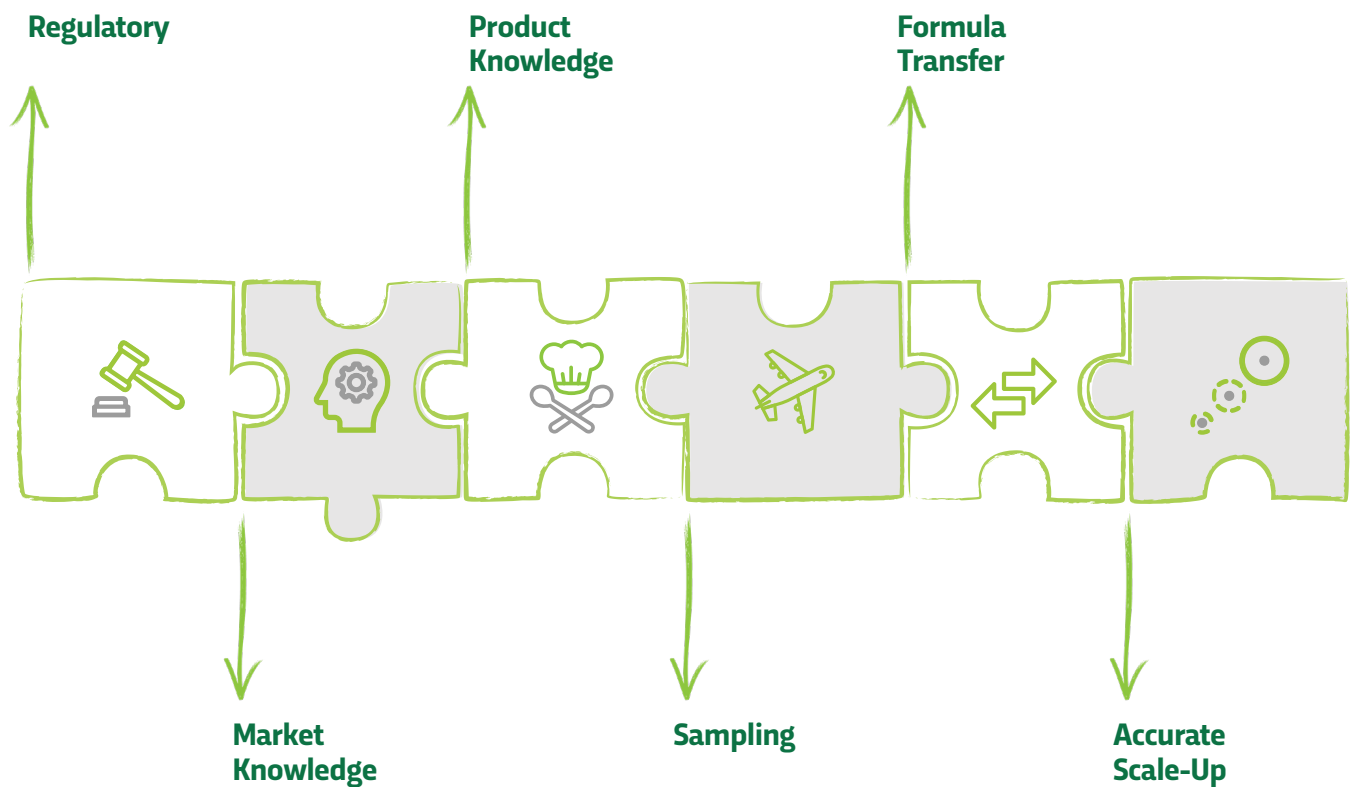 Regulatory
Product
Knowledge
Formula
Transfer
Market
Knowledge
Sampling
Accurate
Scale-Up